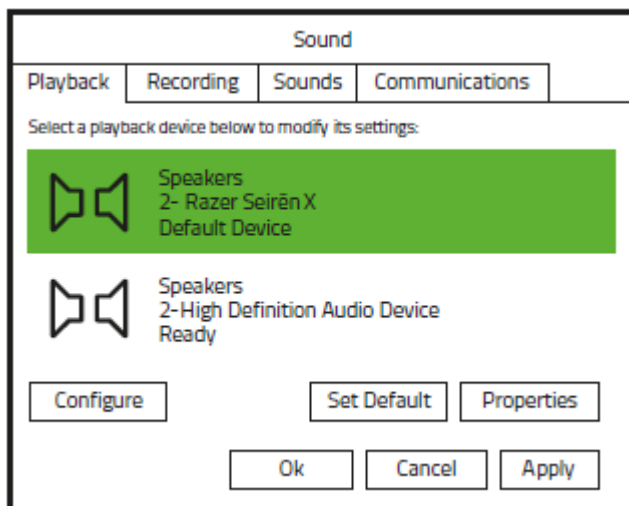 Sound
Playback Recording Sounds Communications
Select a playback device below to modify its settings:
Speakers
2- Razer Seirēn X
Default Device
Speakers
2-High Definition Audio Device
Ready
Configure Set Default Properties
Ok Cancel Apply